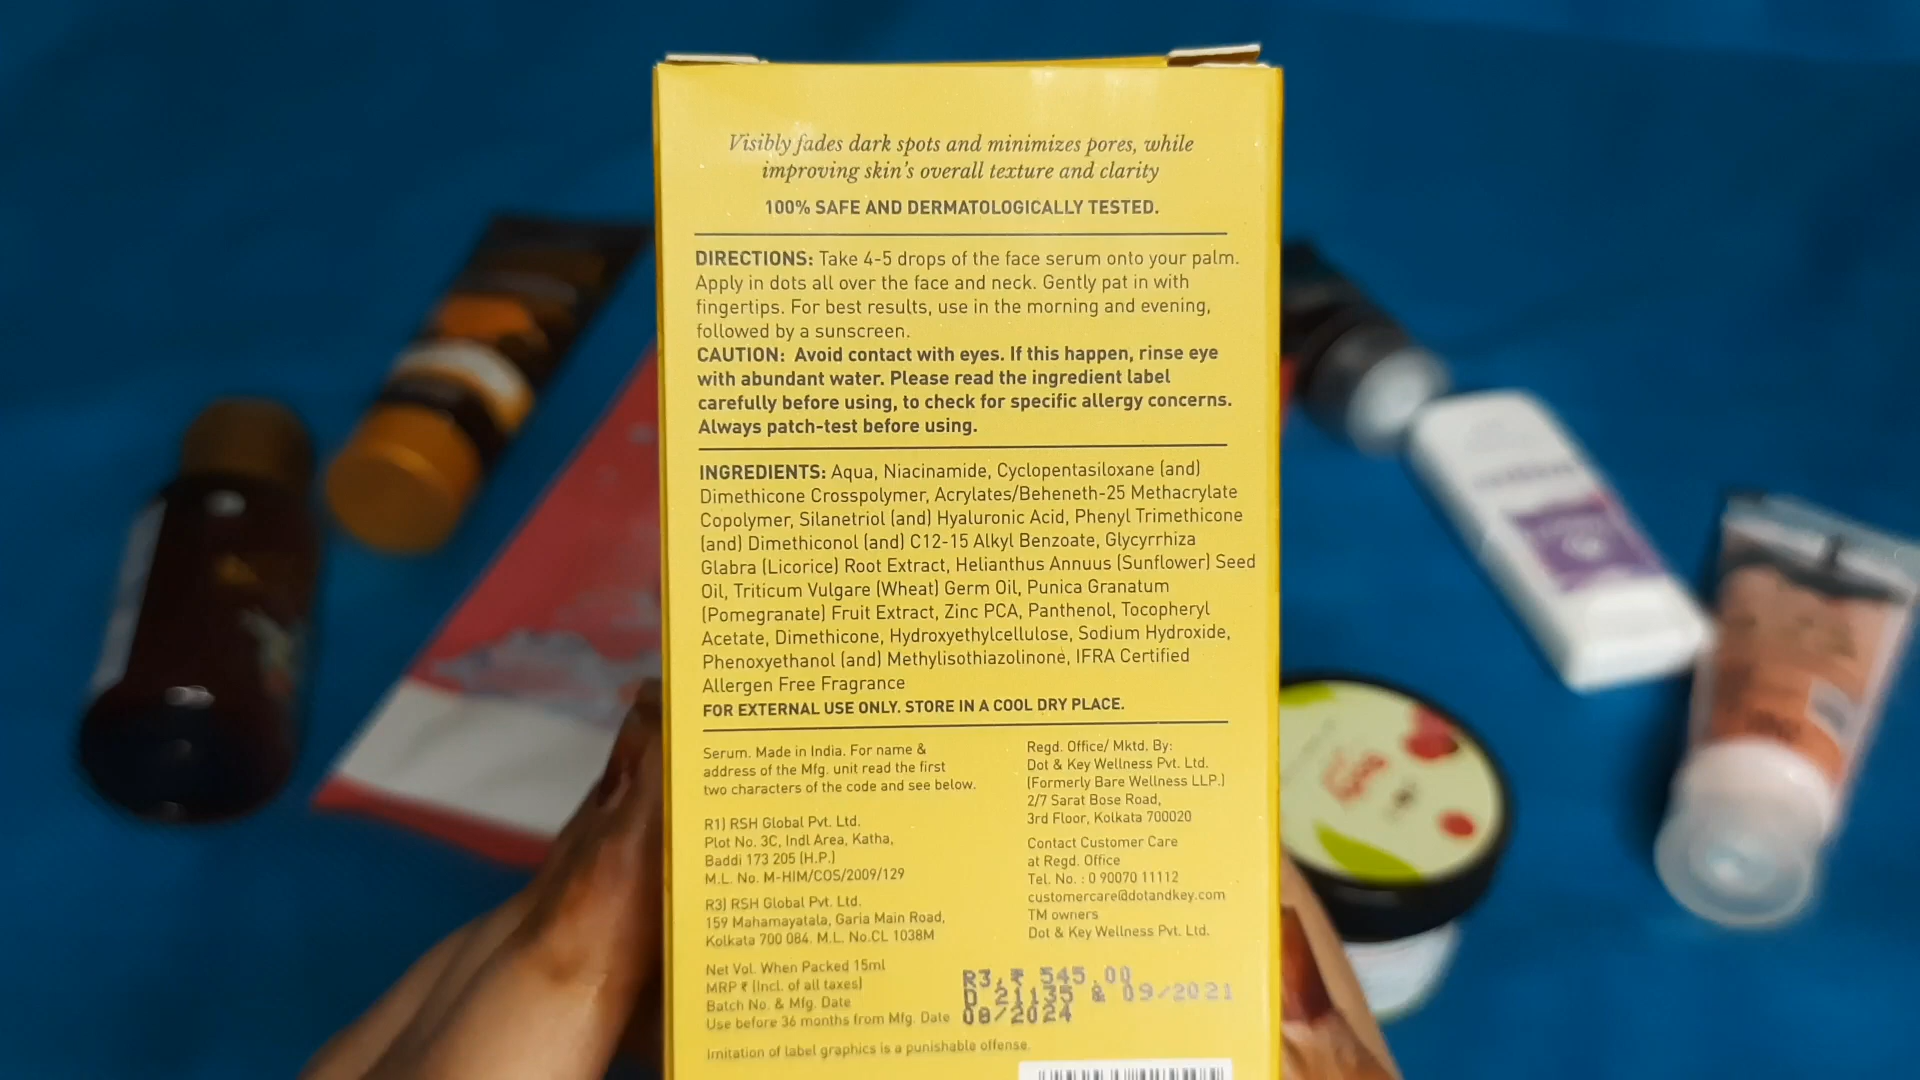 Visibly fades dark spots and minimizes pores, while
improving skin's overall texture and clarity
100% SAFE AND DERMATOLOGICALLY TESTED.
DIRECTIONS: Take 4-5 drops of the face serum onto your palm.
Apply in dots all over the face and neck. Gently pat in with
fingertips. For best results, use in the morning and evening,
followed by a sunscreen.
CAUTION: Avoid contact with eyes. If this happen, rinse eye
with abundant water. Please read the ingredient label
carefully before using, to check for specific allergy concerns.
Always patch-test before using.
INGREDIENTS: Aqua, Niacinamide, Cyclopentasiloxane (and)
Dimethicone Crosspolymer, Acrylates/Beheneth-25 Methacrylate
Copolymer, Silanetriol (and) Hyaluronic Acid, Phenyl Trimethicone
(and) Dimethiconol (and) C12-15 Alkyl Benzoate, Glycyrrhiza
Glabra (Licorice) Root Extract, Helianthus Annuus (Sunflower) Seed
Oil, Triticum Vulgare (Wheat) Germ Oil, Punica Granatum
(Pomegranate) Fruit Extract, Zinc PCA, Panthenol, Tocopheryl
Acetate, Dimethicone, Hydroxyethylcellulose, Sodium Hydroxide,
Phenoxyethanol (and) Methylisothiazolinone, IFRA Certified
Allergen Free Fragrance
FOR EXTERNAL USE ONLY. STORE IN A COOL DRY PLACE.
Serum. Made in India. For name &
address of the Mfg. unit read the first
two characters of the code and see below.
R1) RSH Global Pvt. Ltd.
Plot No. 3C, Indl Area, Katha,
Baddi 173 205 (H.P.)
M.L. No. M-HIM/COS/2009/129
R3) RSH Global Pvt. Ltd.
159 Mahamayatala, Garia Main Road,
Kolkata 700 084. M.L. No.CL 1038M
Regd. Office/ Mktd. By:
Dot & Key Wellness Pvt. Ltd.
(Formerly Bare Wellness LLP.)
2/7 Sarat Bose Road,
3rd Floor, Kolkata 700020
Contact Customer Care
at Regd. Office
Tel. No. : 0 90070 11112
customercare@dotandkey.com
TM owners
Dot & Key Wellness Pvt. Ltd.
Net Vol. When Packed 15ml
MRP ₹ (Incl. of all taxes)
Batch No. & Mfg. Date
Use before 36 months from Mfg. Date
R3, ₹ 545.00
& 09/2021
08/2024
Imitation of label graphics is a punishable offense.